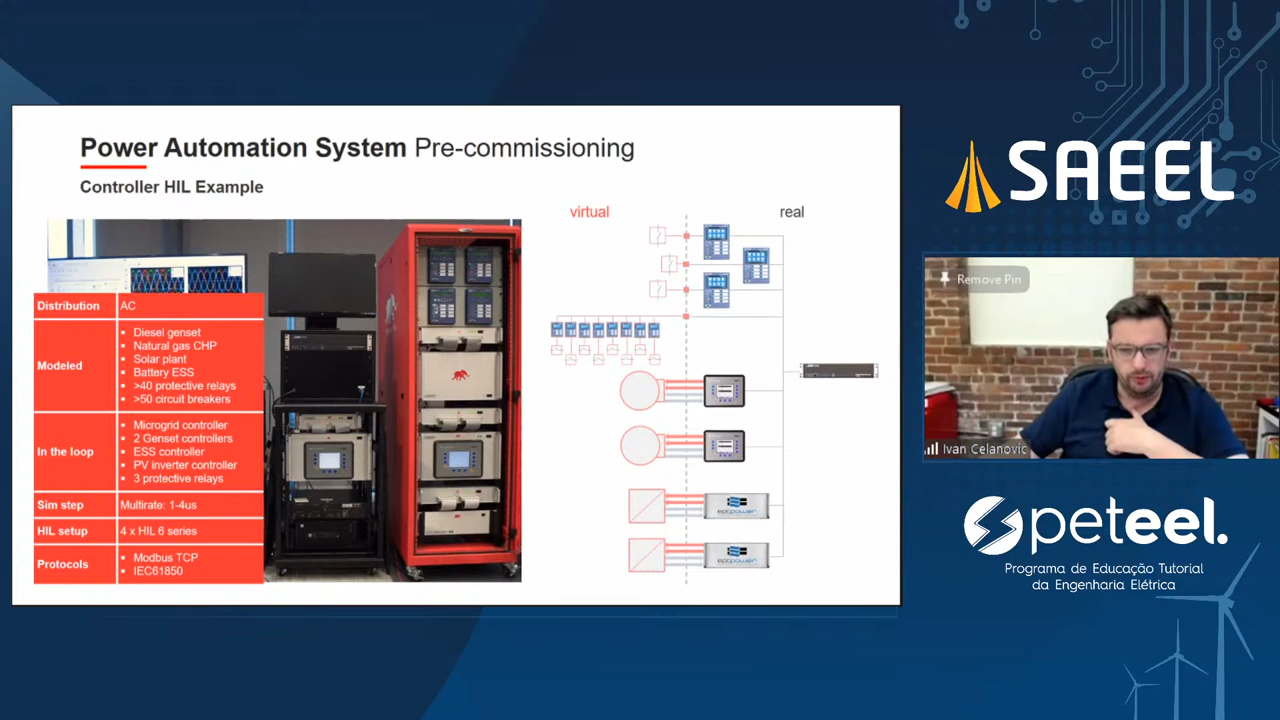 Power Automation System Pre-commissioning
Controller HIL Example
virtual
real
Distribution AC
Modeled
▪ Diesel genset
▪ Natural gas CHP
▪ Solar plant
▪ Battery ESS
▪ >40 protective relays
▪ >50 circuit breakers
In the loop
▪ Microgrid controller
▪ 2 Genset controllers
▪ ESS controller
▪ PV inverter controller
▪ 3 protective relays
Sim step Multirate: 1-4us
HIL setup 4 x HIL 6 series
Protocols
▪ Modbus TCP
▪ IEC61850
epcpower
epcpower
SAEEL
Remove Pin
Ivan Celanovic
peteel.
Programa de Educação Tutorial
da Engenharia Elétrica